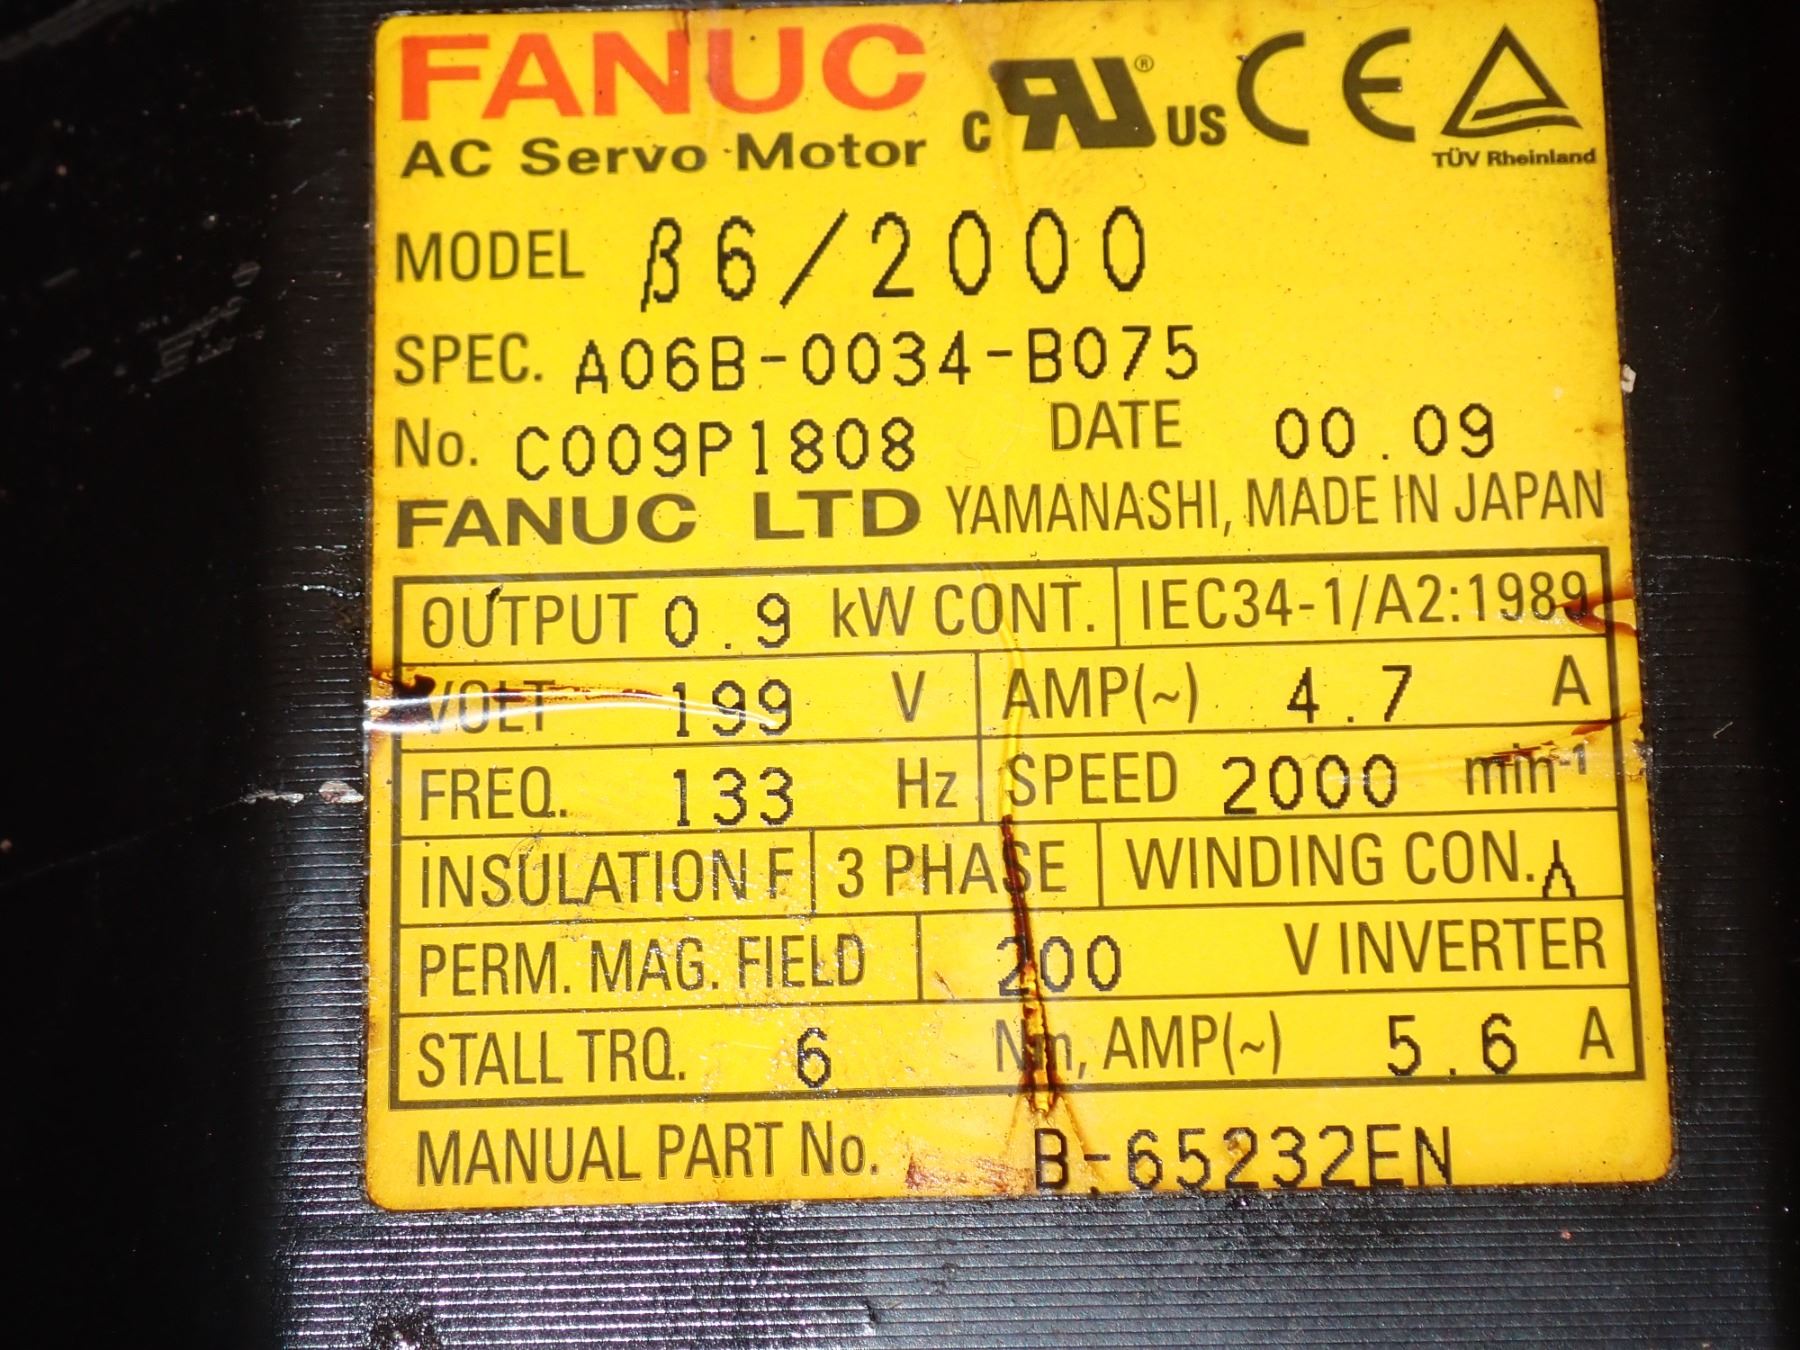 FANUC
c RU ® US CE
AC Servo Motor
TÜV Rheinland
MODEL β6/2000
SPEC. A06B-0034-B075
No. C009P1808 DATE 00.09
FANUC LTD YAMANASHI, MADE IN JAPAN
OUTPUT 0.9 kW CONT. IEC34-1/A2:1989
VOLT 199 V AMP(~) 4.7 A
FREQ. 133 Hz SPEED 2000 min-1
INSULATION F 3 PHASE WINDING CON.
PERM. MAG. FIELD 200 V INVERTER
STALL TRQ. 6 Nm, AMP(~) 5.6 A
MANUAL PART No. B-65232EN